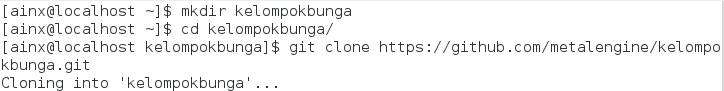 [ainx@localhost ~]$ mkdir kelompokbunga
[ainx@localhost ~]$ cd kelompokbunga/
[ainx@localhost kelompokbunga]$ git clone https://github.com/metalengine/kelompo
kbunga.git
Cloning into 'kelompokbunga'...